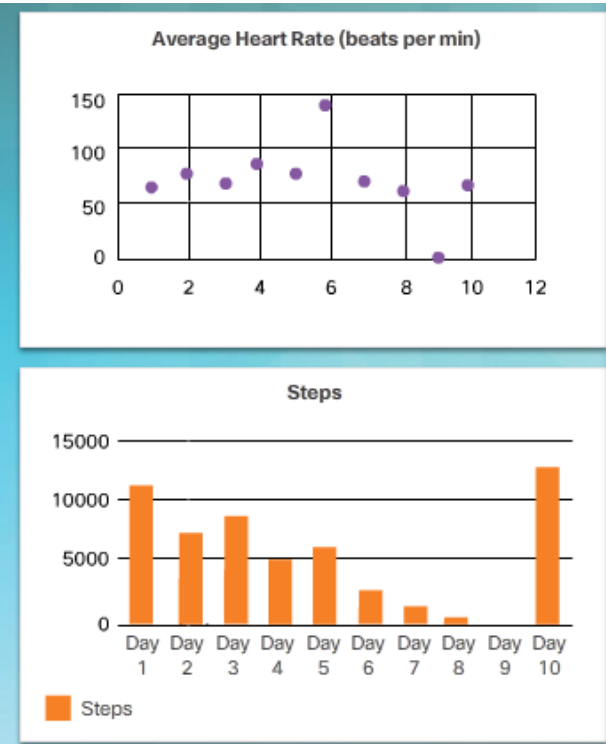 Average Heart Rate (beats per min)
150
100
50
0
0 2 4 6 8 10 12
Steps
15000
10000
5000
0
Day Day Day Day Day Day Day Day Day Day
1 2 3 4 5 6 7 8 9 10
Steps